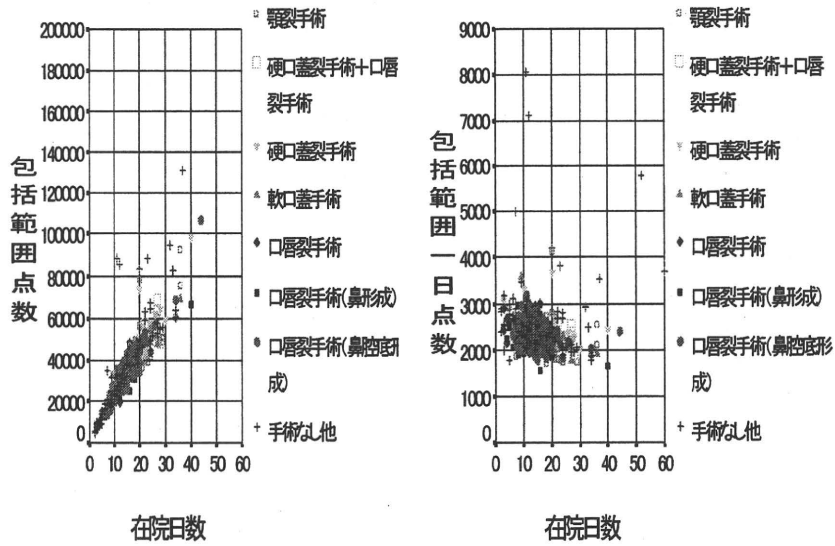 包括範囲点数
200000
180000
160000
140000
120000
100000
80000
60000
40000
20000
0
0 10 20 30 40 50 60
在院日数
顎裂手術
硬口蓋裂手術+口唇
裂手術
硬口蓋裂手術
軟口蓋手術
口唇裂手術
口唇裂手術(鼻形成)
口唇裂手術(鼻腔底形
成)
手術なし他
包括範囲一日点数
9000
8000
7000
6000
5000
4000
3000
2000
1000
0
0 10 20 30 40 50 60
在院日数
顎裂手術
硬口蓋裂手術+口唇
裂手術
硬口蓋裂手術
軟口蓋手術
口唇裂手術
口唇裂手術(鼻形成)
口唇裂手術(鼻腔底形
成)
手術なし他